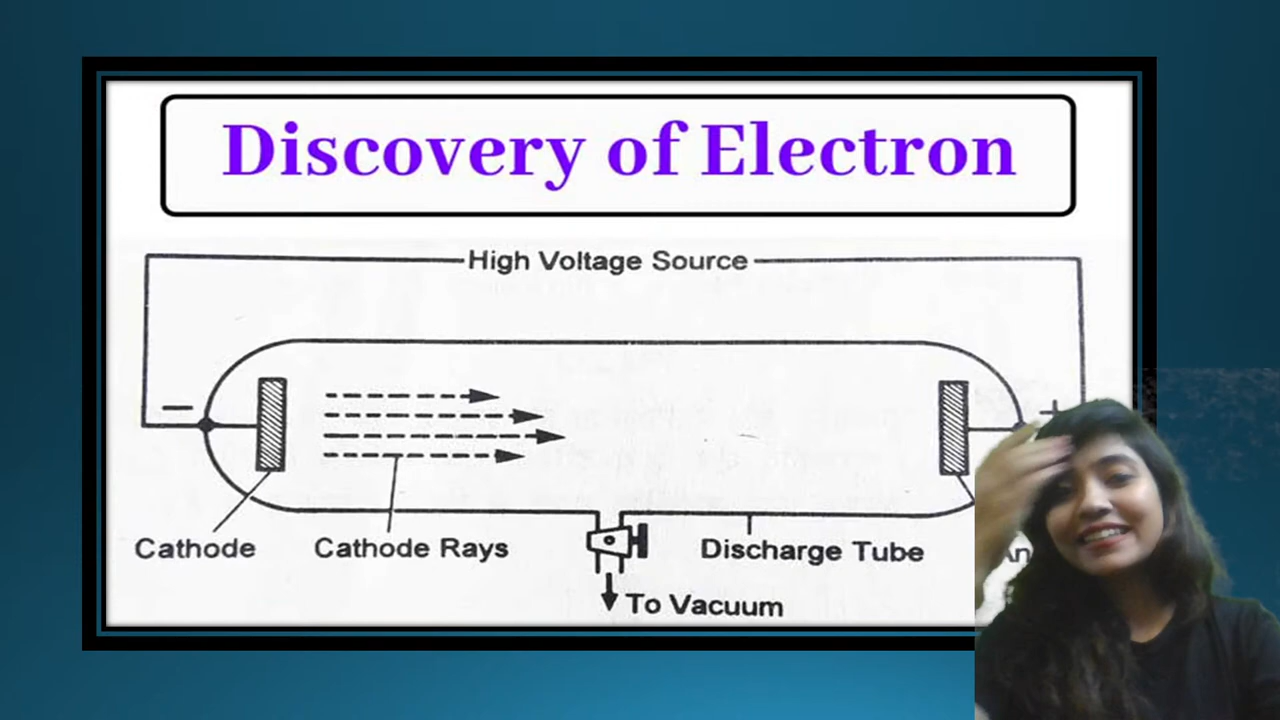 Discovery of Electron
High Voltage Source
−
+
Cathode
Cathode Rays
Discharge Tube
To Vacuum